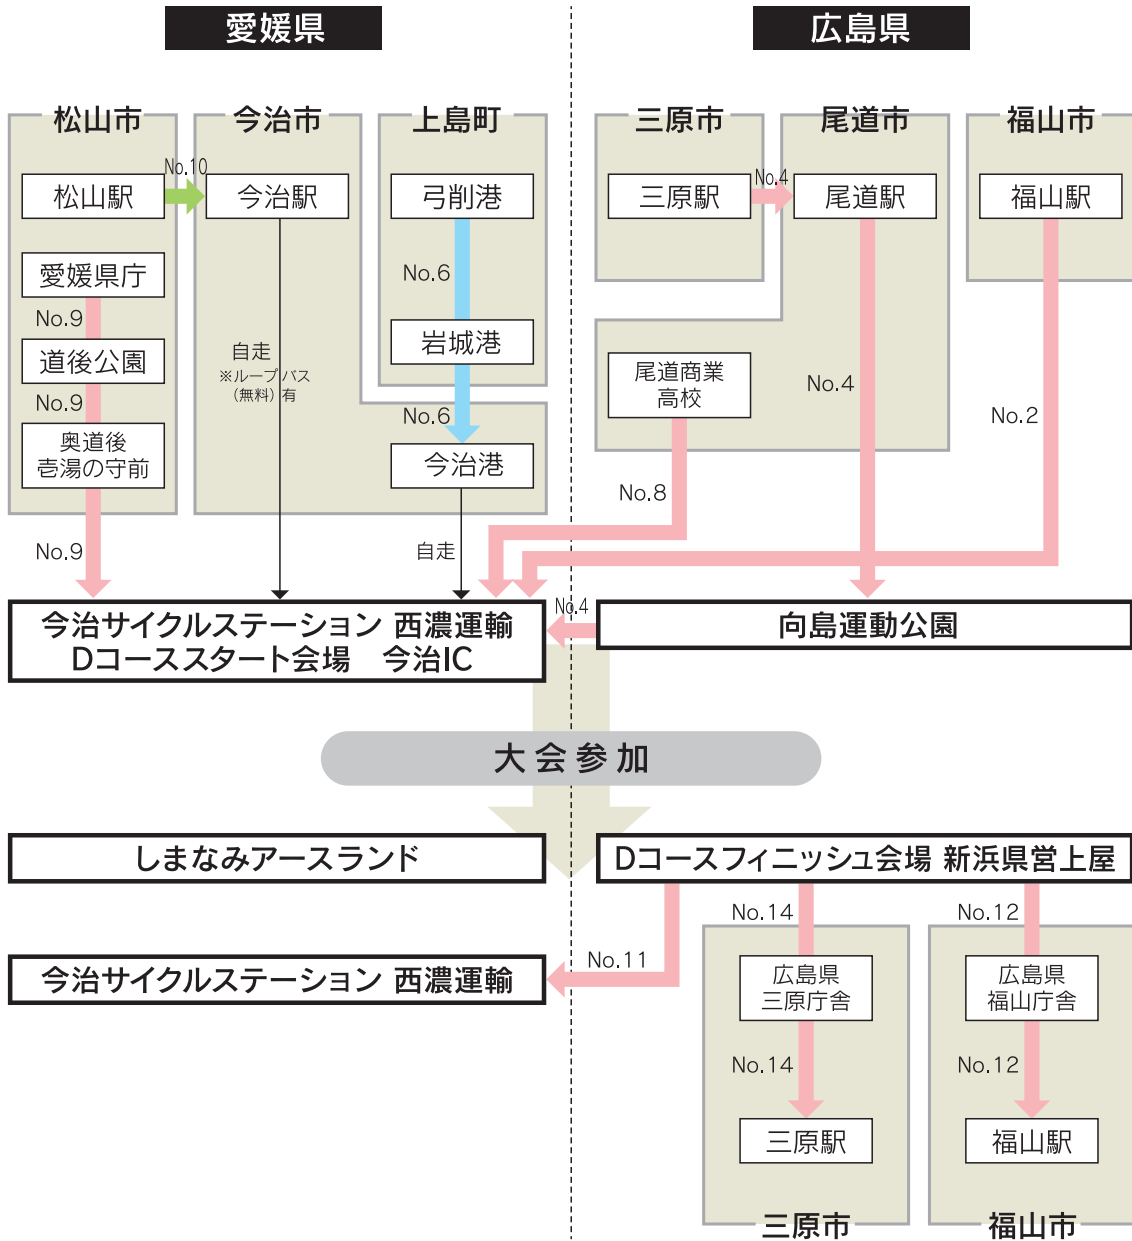 愛媛県
広島県
松山市
今治市
上島町
三原市
尾道市
福山市
No.10
No.4
松山駅
今治駅
弓削港
三原駅
尾道駅
福山駅
愛媛県庁
No.6
No.9
道後公園
岩城港
自走
※ループバス
(無料)有
尾道商業
高校
No.4
No.9
No.6
No.2
奥道後
壱湯の守前
今治港
No.8
No.9
自走
No.4
今治サイクルステーション 西濃運輸
Dコーススタート会場 今治IC
向島運動公園
大会参加
しまなみアースランド
Dコースフィニッシュ会場 新浜県営上屋
No.14
No.12
No.11
今治サイクルステーション 西濃運輸
広島県
三原庁舎
広島県
福山庁舎
No.14
No.12
三原駅
福山駅
三原市
福山市